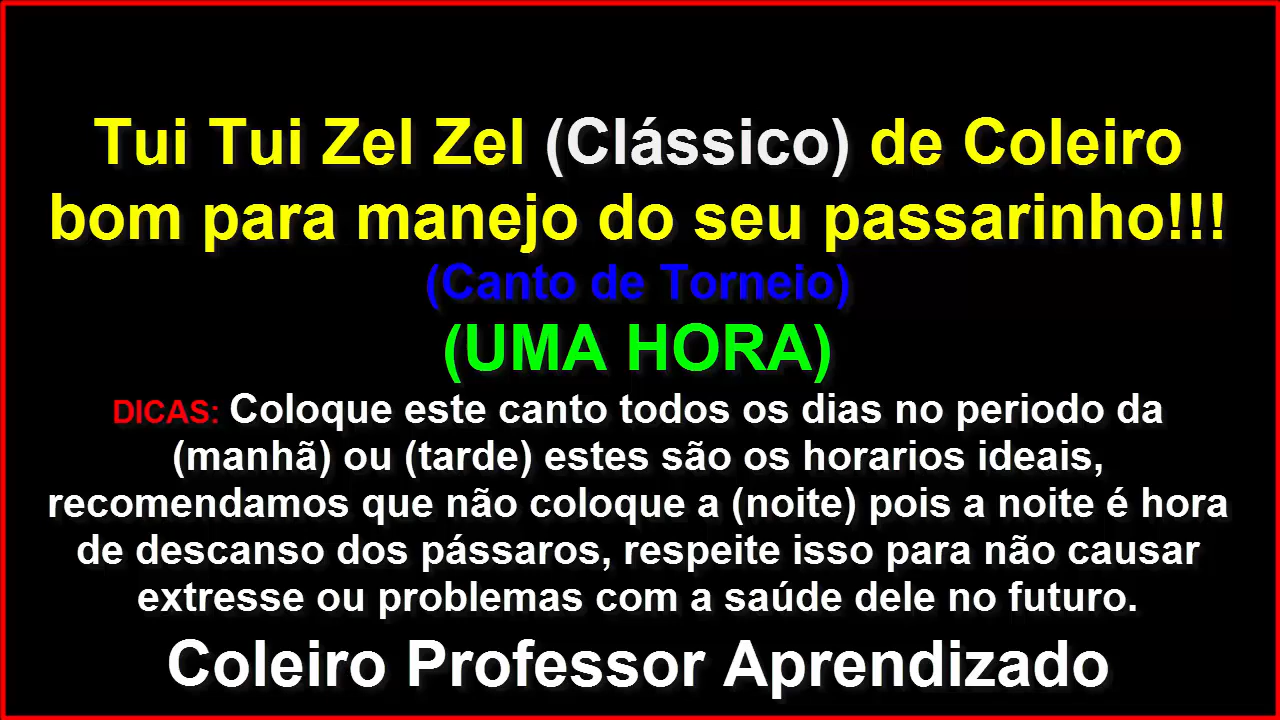 Tui Tui Zel Zel (Clássico) de Coleiro
bom para manejo do seu passarinho!!!
(Canto de Torneio)
(UMA HORA)
DICAS: Coloque este canto todos os dias no periodo da
(manhã) ou (tarde) estes são os horarios ideais,
recomendamos que não coloque a (noite) pois a noite é hora
de descanso dos pássaros, respeite isso para não causar
extresse ou problemas com a saúde dele no futuro.
Coleiro Professor Aprendizado